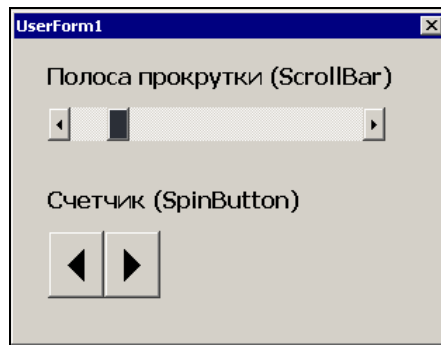 UserForm1
Полоса прокрутки (ScrollBar)
Счетчик (SpinButton)